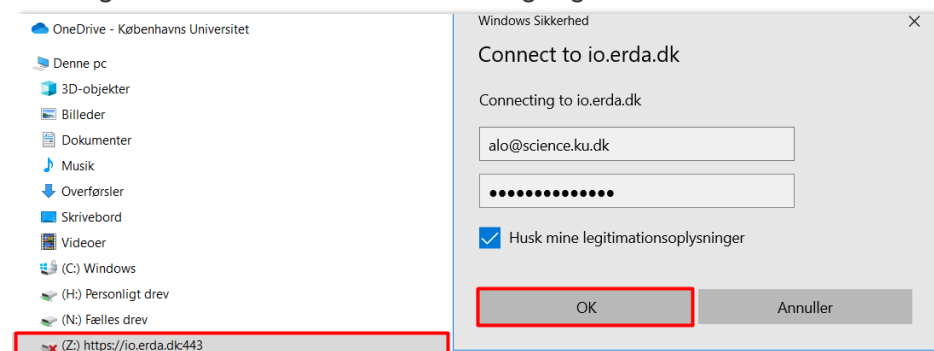 OneDrive - Københavns Universitet
Denne pc
3D-objekter
Billeder
Dokumenter
Musik
Overførsler
Skrivebord
Videoer
(C:) Windows
(H:) Personligt drev
(N:) Fælles drev
(Z:) https://io.erda.dk:443
Windows Sikkerhed
Connect to io.erda.dk
Connecting to io.erda.dk
alo@science.ku.dk
●●●●●●●●●●●●●●
Husk mine legitimationsoplysninger
OK
Annuller